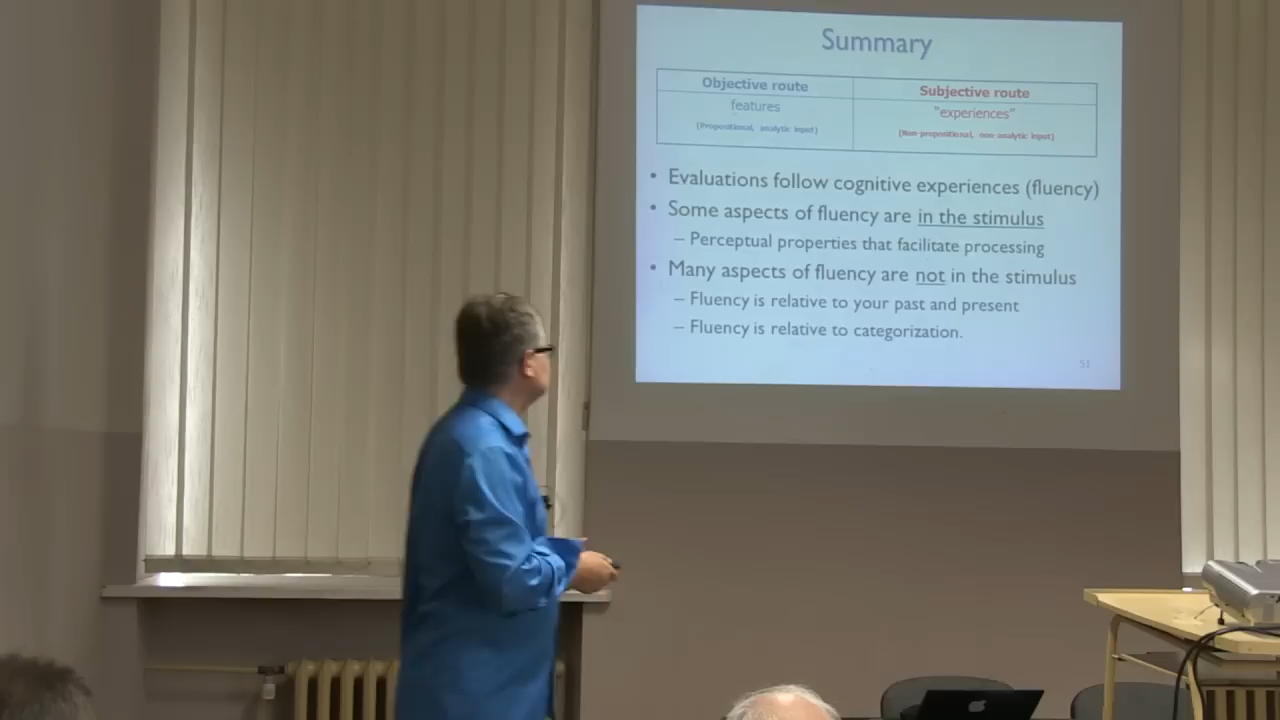 Summary
Objective route
Subjective route
features
"experiences"
(Propositional, analytic input)
(Non-propositional, non-analytic input)
• Evaluations follow cognitive experiences (fluency)
• Some aspects of fluency are in the stimulus
– Perceptual properties that facilitate processing
• Many aspects of fluency are not in the stimulus
– Fluency is relative to your past and present
– Fluency is relative to categorization.
51